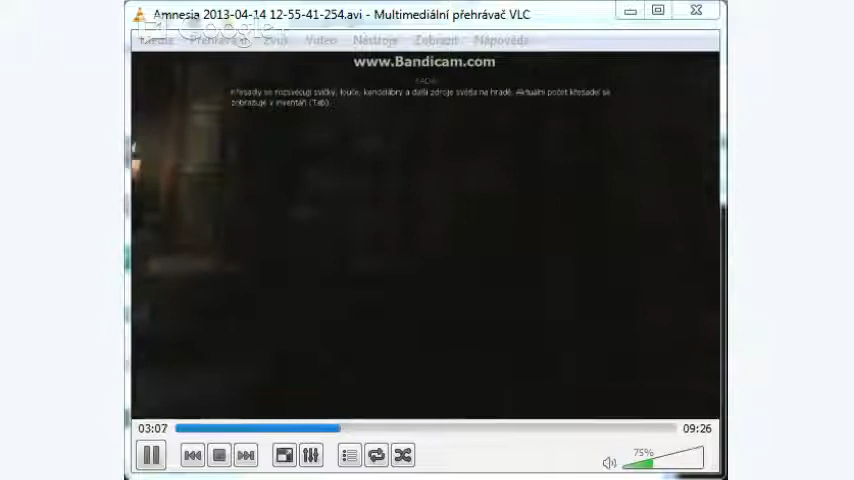 Amnesia 2013-04-14 12-55-41-254.avi - Multimediální přehrávač VLC
Google+
Média Přehrávání Zvuk Video Nástroje Zobrazit Nápověda
www.Bandicam.com
RADA
Křesadly se rozsvěcují svíčky, louče, kandelábry a další zdroje světla na hradě. Aktuální počet křesadel se
zobrazuje v inventáři (Tab).
03:07 09:26
75%